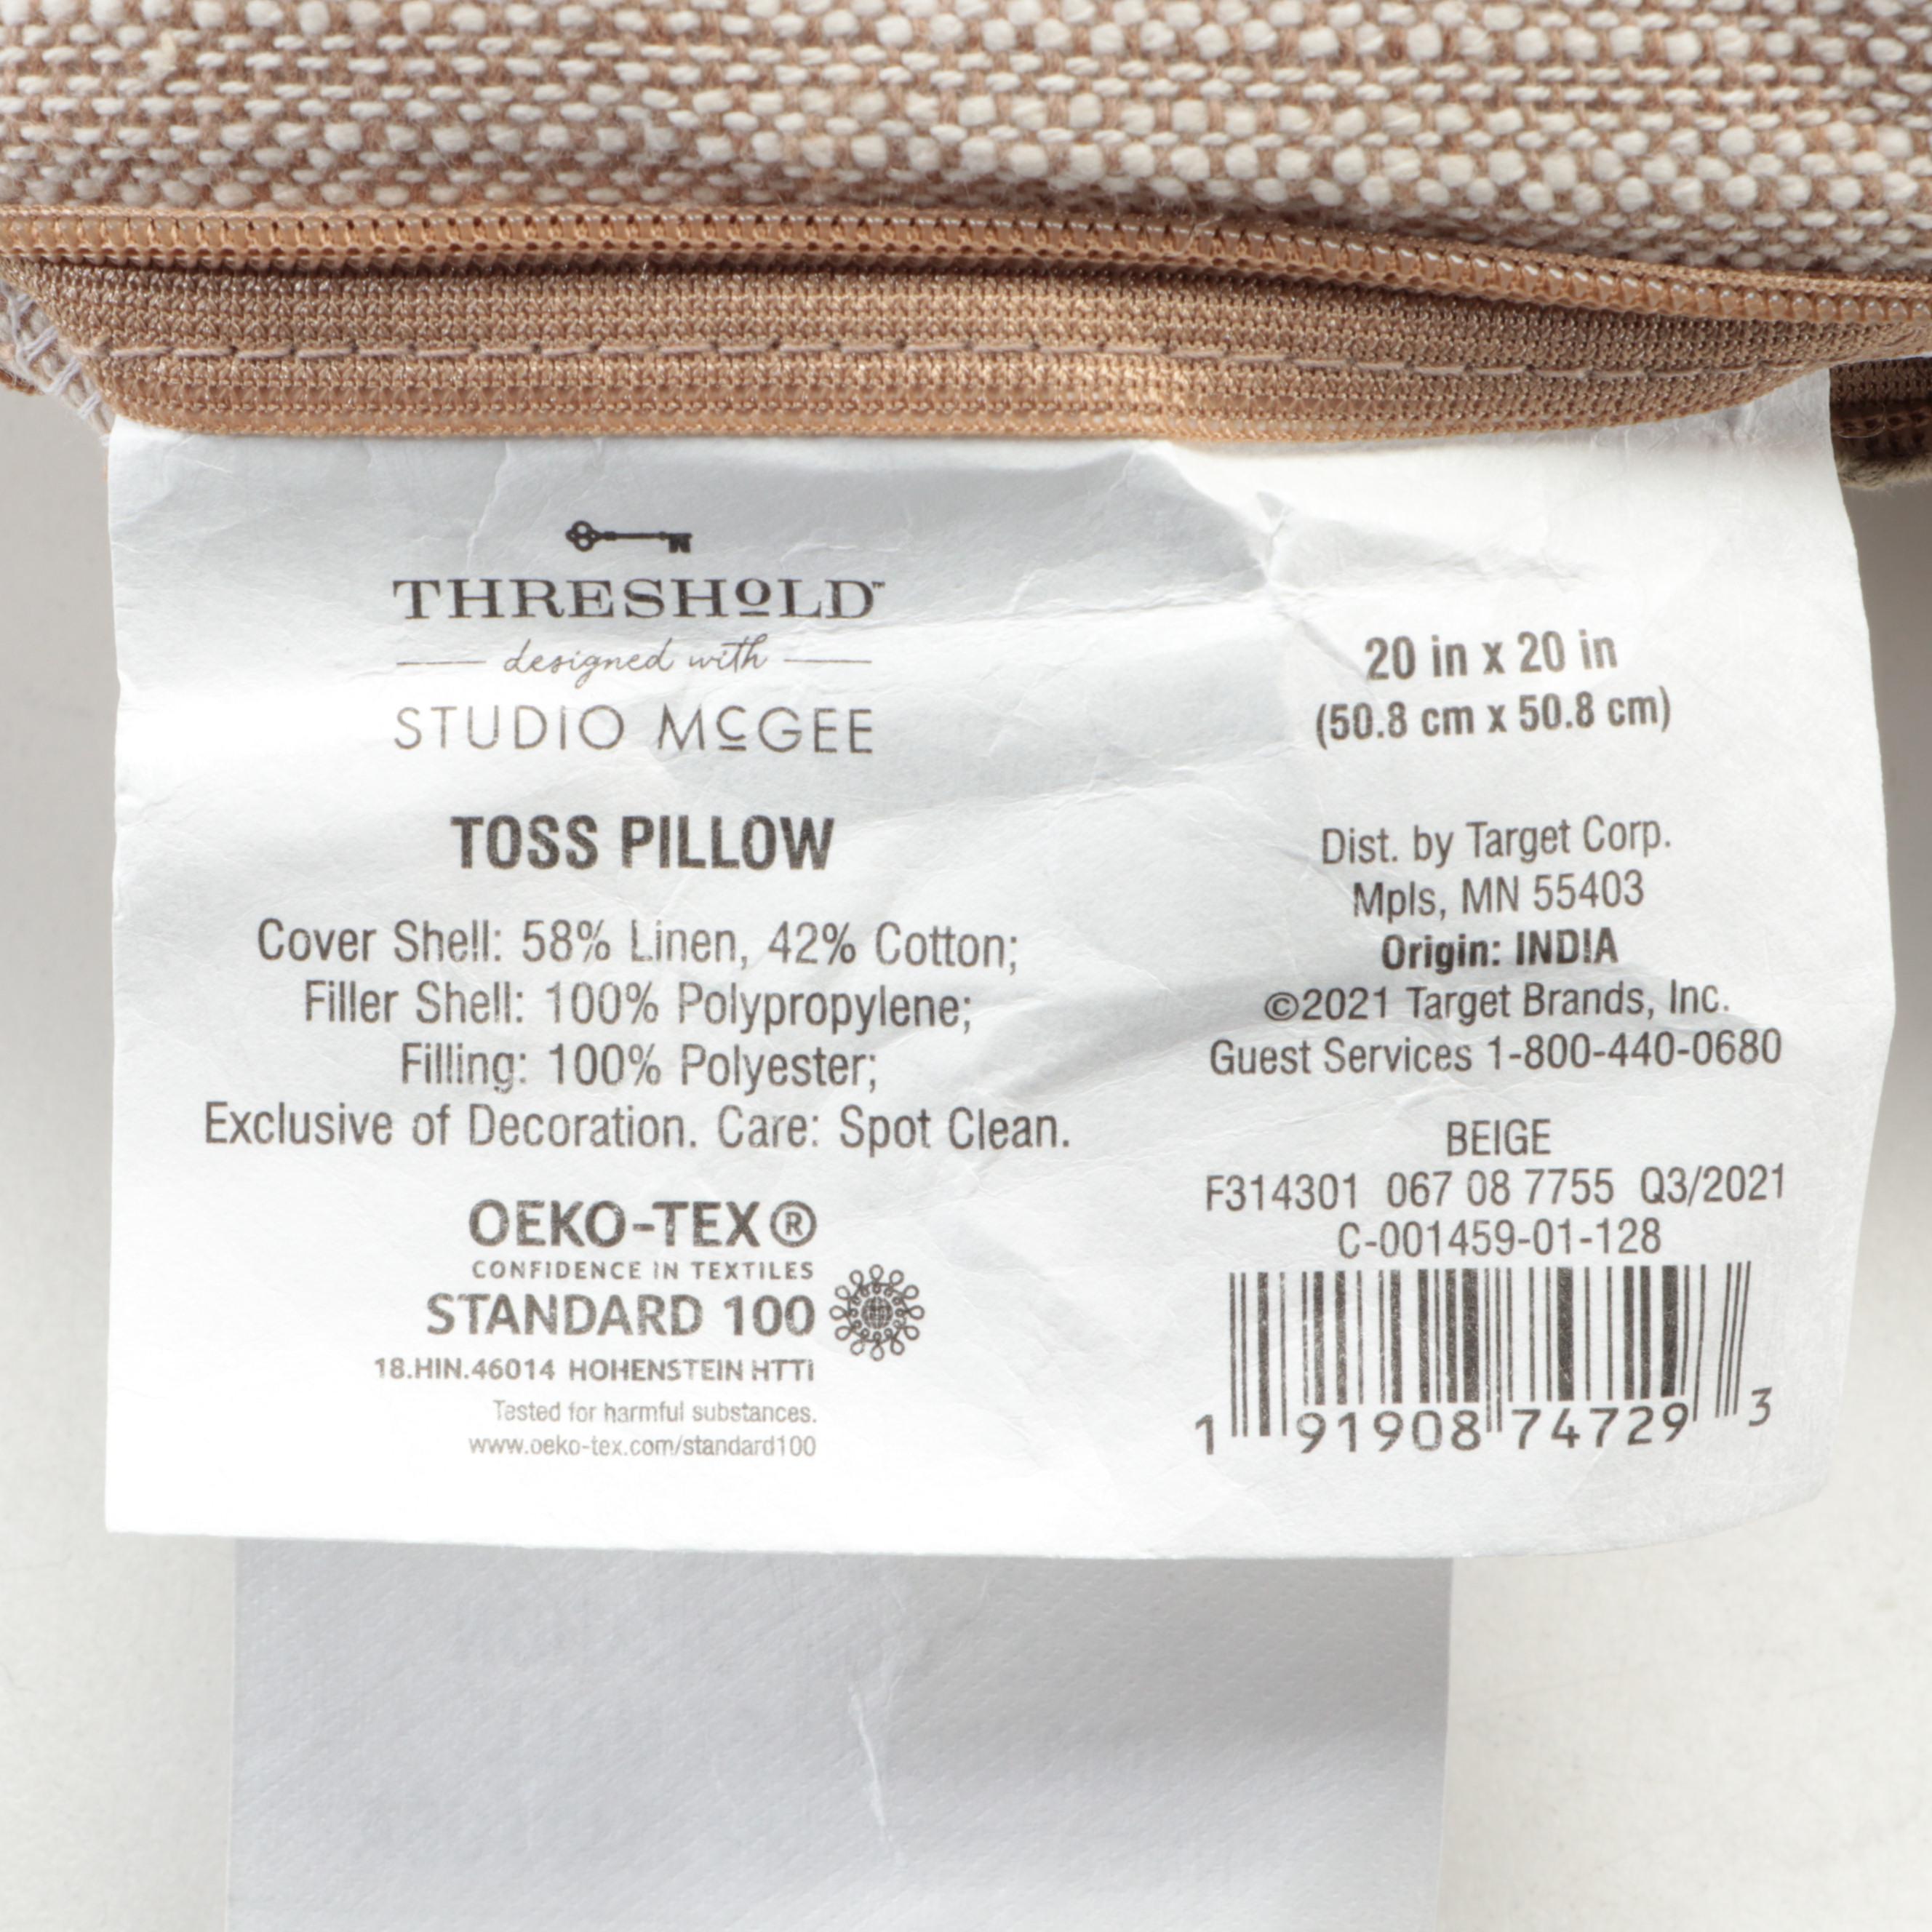 THRESHOLD™
designed with
STUDIO McGEE
TOSS PILLOW
Cover Shell: 58% Linen, 42% Cotton;
Filler Shell: 100% Polypropylene;
Filling: 100% Polyester;
Exclusive of Decoration. Care: Spot Clean.
OEKO-TEX®
CONFIDENCE IN TEXTILES
STANDARD 100
18.HIN.46014 HOHENSTEIN HTTI
Tested for harmful substances.
www.oeko-tex.com/standard100
20 in x 20 in
(50.8 cm x 50.8 cm)
Dist. by Target Corp.
Mpls, MN 55403
Origin: INDIA
©2021 Target Brands, Inc.
Guest Services 1-800-440-0680
BEIGE
F314301 067 08 7755 Q3/2021
C-001459-01-128
1 91908 74729 3